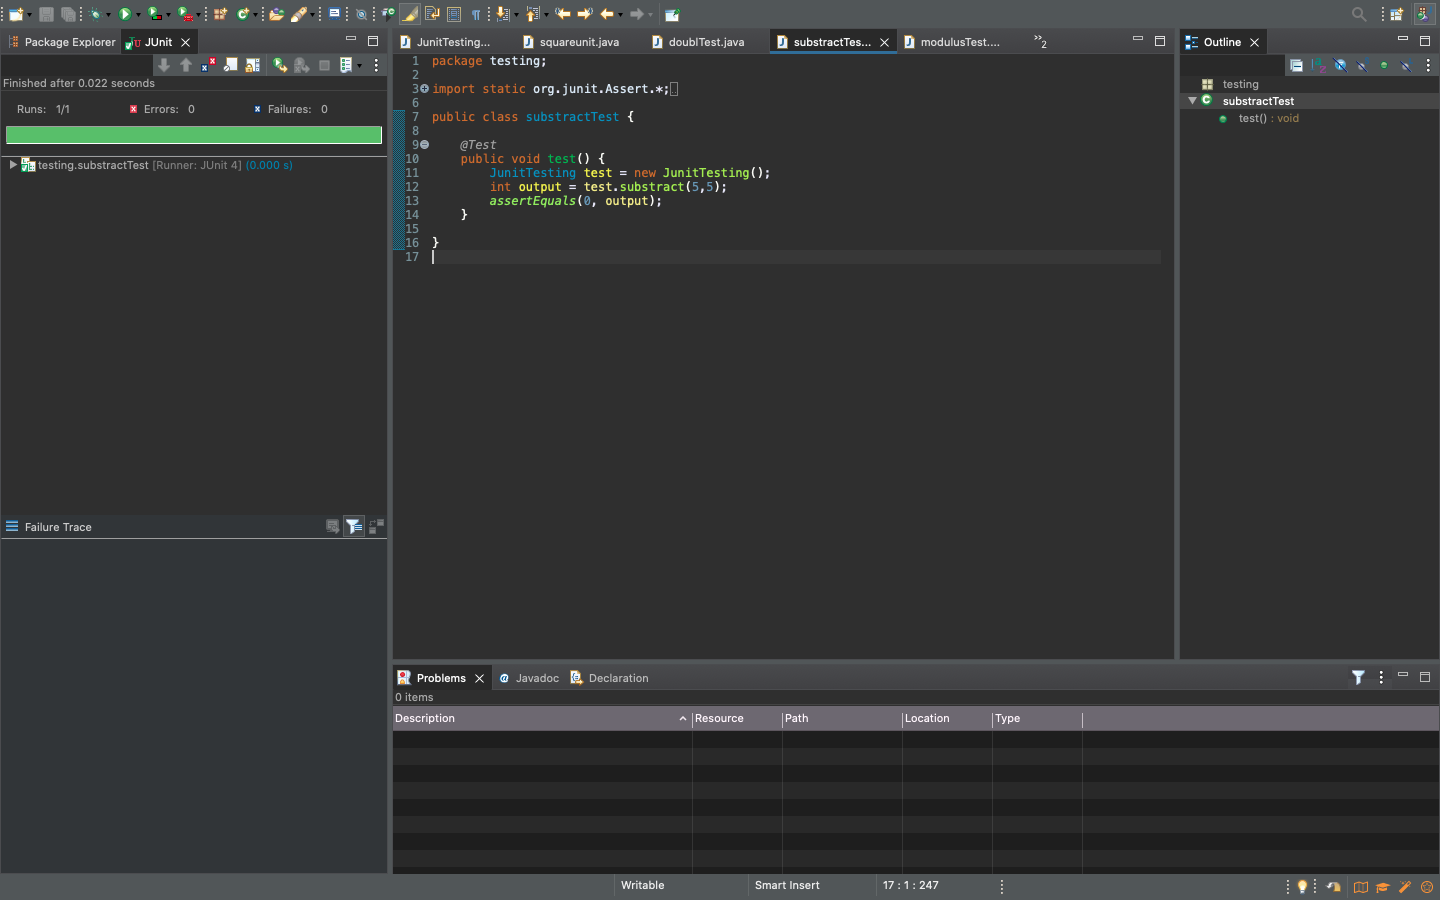 Package Explorer
JUnit
Finished after 0.022 seconds
Runs: 1/1
Errors: 0
Failures: 0
testing.substractTest [Runner: JUnit 4] (0.000 s)
Failure Trace
JunitTesting...
squareunit.java
doublTest.java
substractTes...
modulusTest....
»2
1 package testing;
2
3 import static org.junit.Assert.*;
6
7 public class substractTest {
8
9 @Test
10 public void test() {
11 JunitTesting test = new JunitTesting();
12 int output = test.substract(5,5);
13 assertEquals(0, output);
14 }
15
16 }
17
Outline
testing
substractTest
test() : void
Problems
Javadoc
Declaration
0 items
Description Resource Path Location Type
Writable Smart Insert 17 : 1 : 247